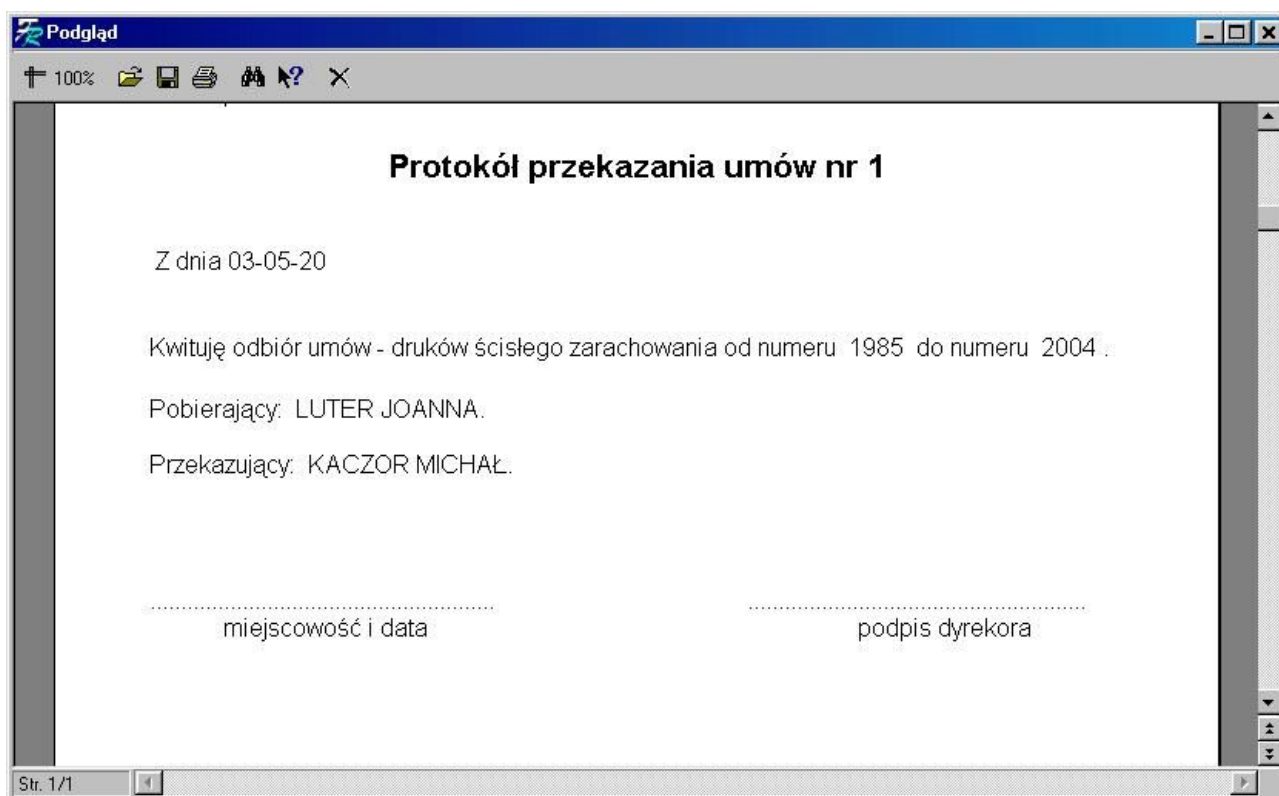 Podgląd
100%
Protokół przekazania umów nr 1
Z dnia 03-05-20
Kwituję odbiór umów - druków ścisłego zarachowania od numeru 1985 do numeru 2004 .
Pobierający: LUTER JOANNA.
Przekazujący: KACZOR MICHAŁ.
miejscowość i data
podpis dyrekora
Str. 1/1